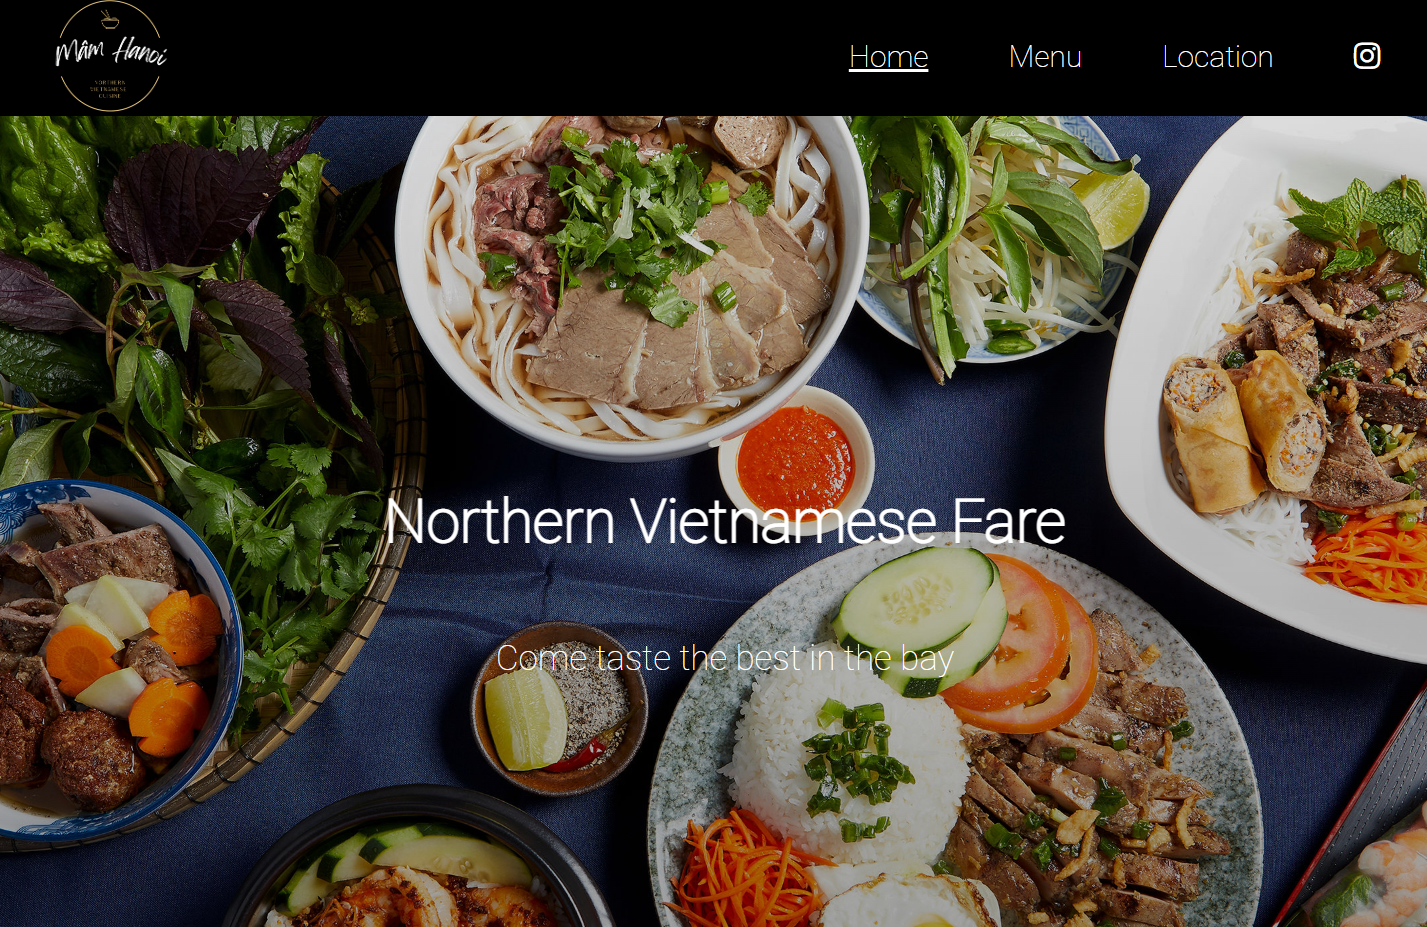 Mâm Hanoi
NORTHERN
VIETNAMESE
CUISINE
Home Menu Location
Northern Vietnamese Fare
Come taste the best in the bay